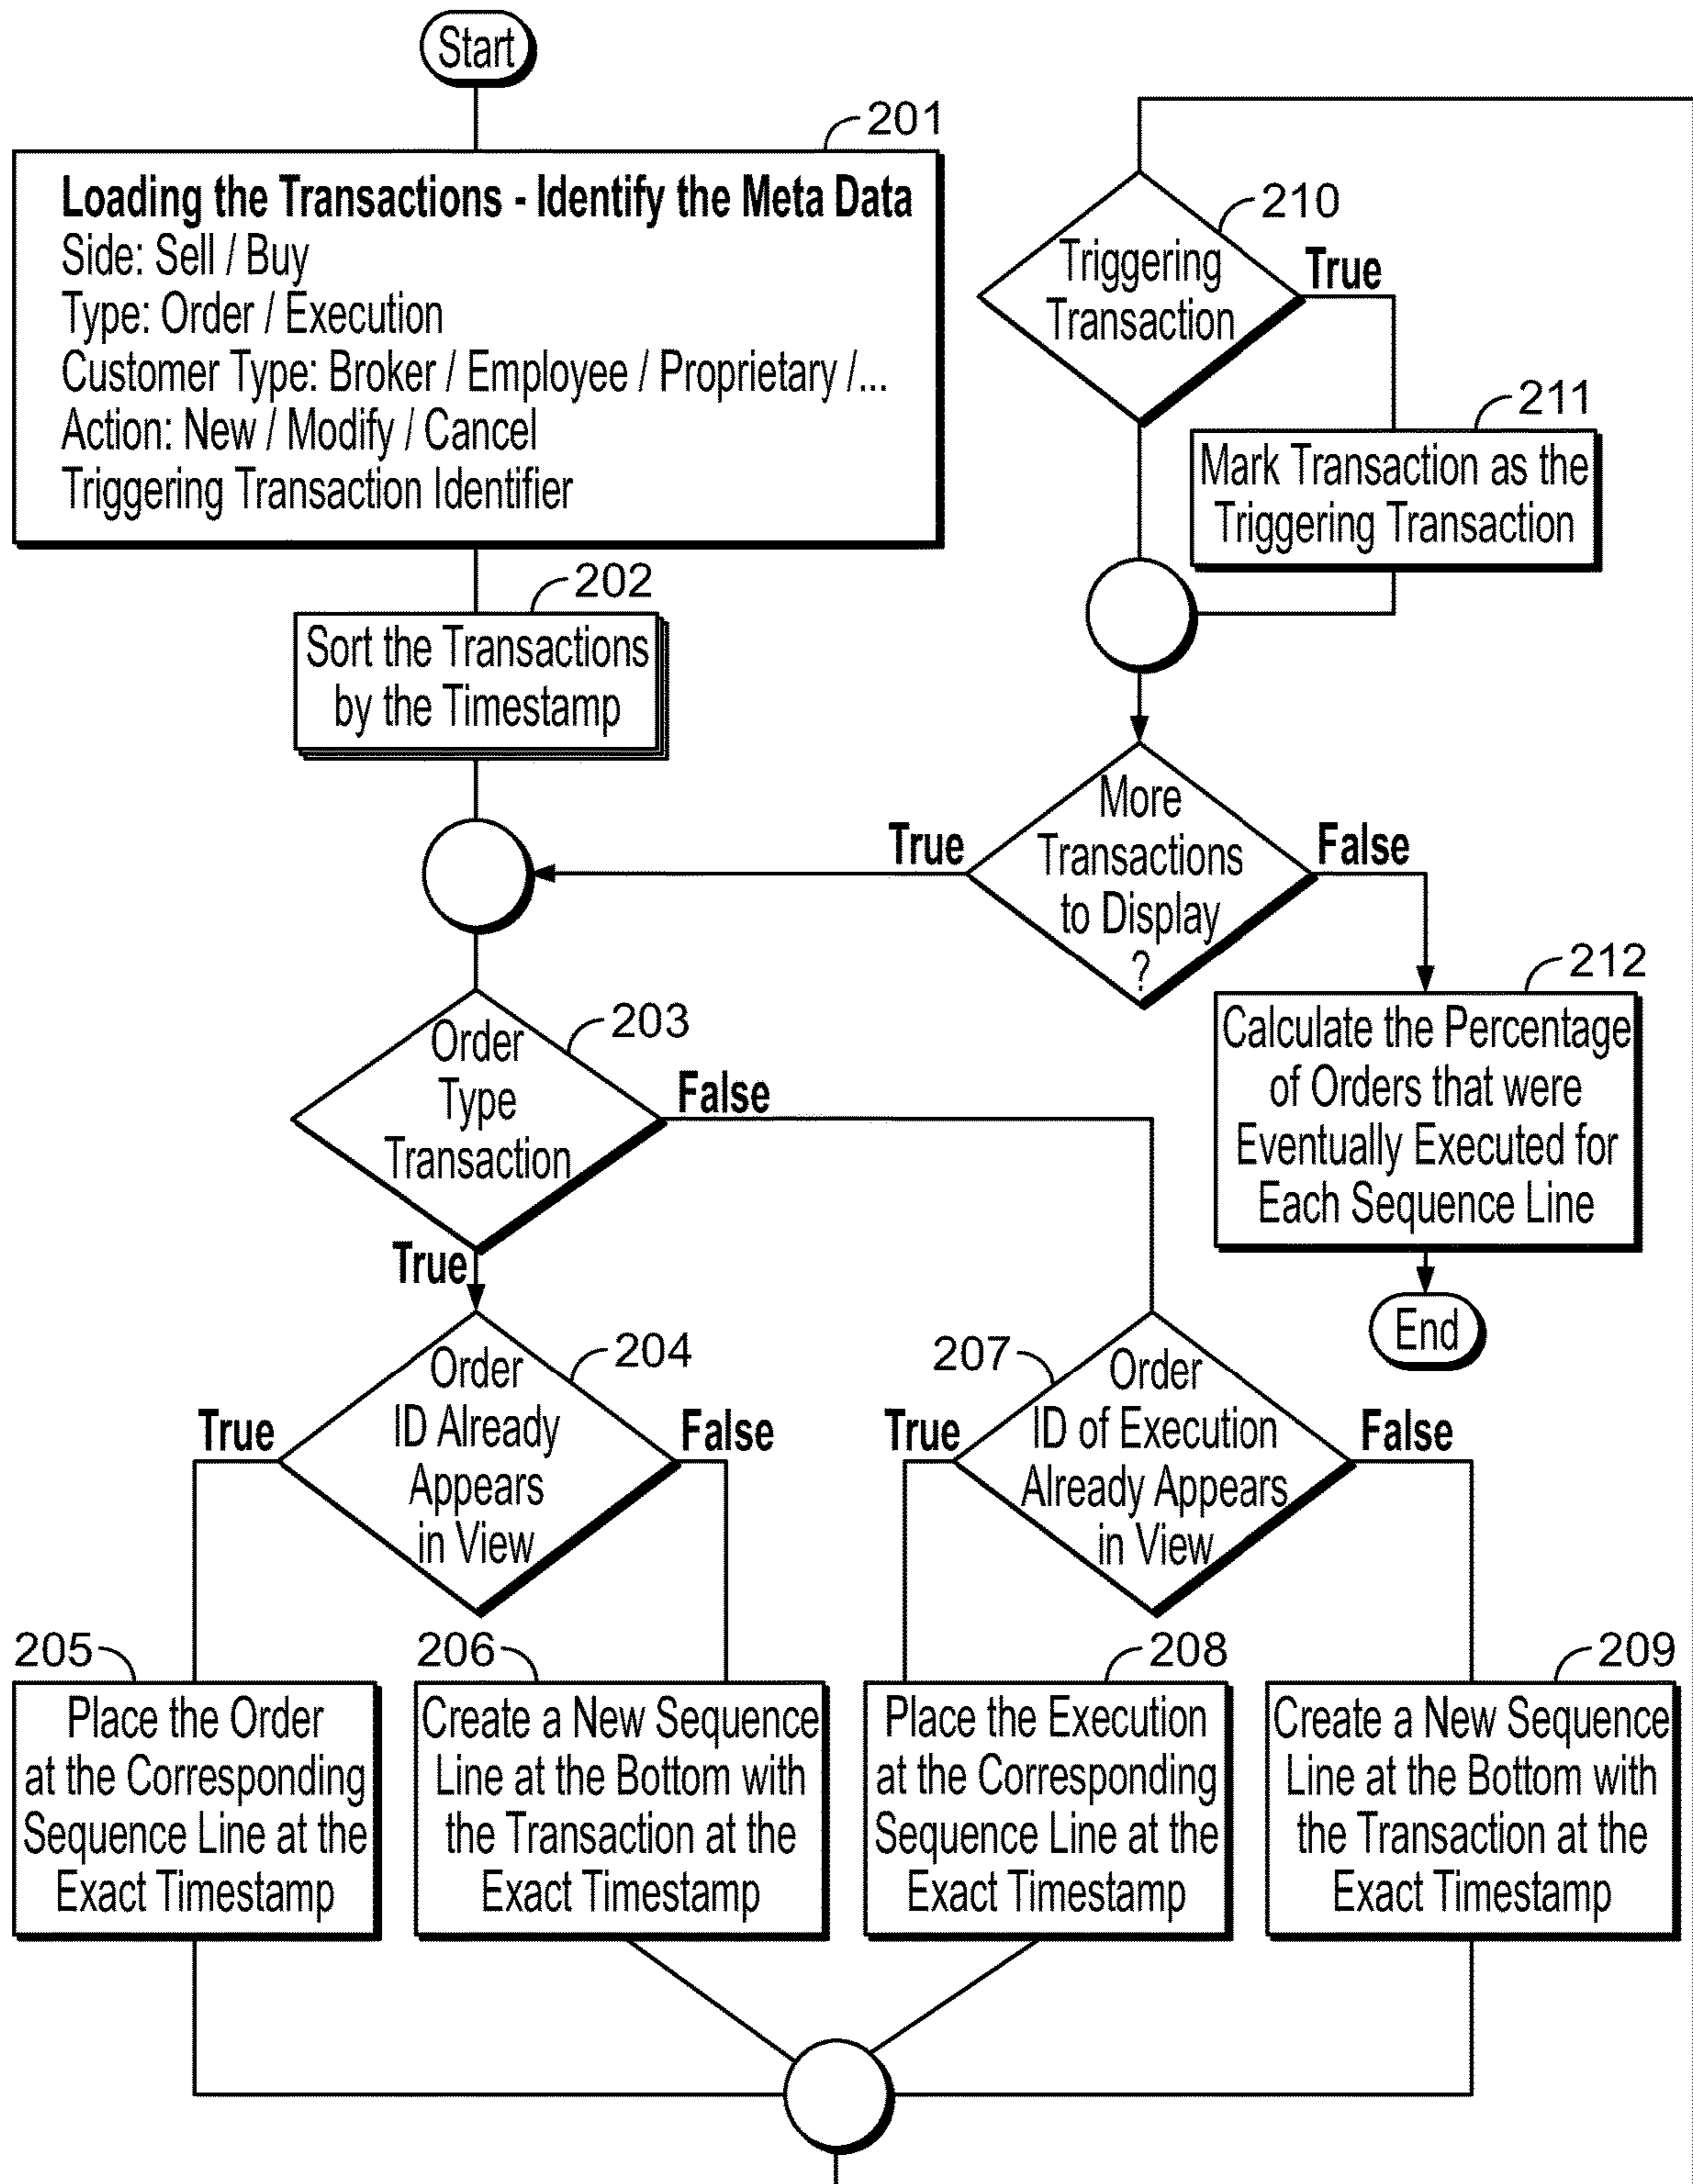 Start
201
Loading the Transactions - Identify the Meta Data
Side: Sell / Buy
Type: Order / Execution
Customer Type: Broker / Employee / Proprietary /...
Action: New / Modify / Cancel
Triggering Transaction Identifier
202
Sort the Transactions
by the Timestamp
210
Triggering
Transaction
True
211
Mark Transaction as the
Triggering Transaction
More
Transactions
to Display
?
True
False
212
Calculate the Percentage
of Orders that were
Eventually Executed for
Each Sequence Line
End
203
Order
Type
Transaction
False
True
204
Order
ID Already
Appears
in View
True
False
207
Order
ID of Execution
Already Appears
in View
True
False
205
Place the Order
at the Corresponding
Sequence Line at the
Exact Timestamp
206
Create a New Sequence
Line at the Bottom with
the Transaction at the
Exact Timestamp
208
Place the Execution
at the Corresponding
Sequence Line at the
Exact Timestamp
209
Create a New Sequence
Line at the Bottom with
the Transaction at the
Exact Timestamp